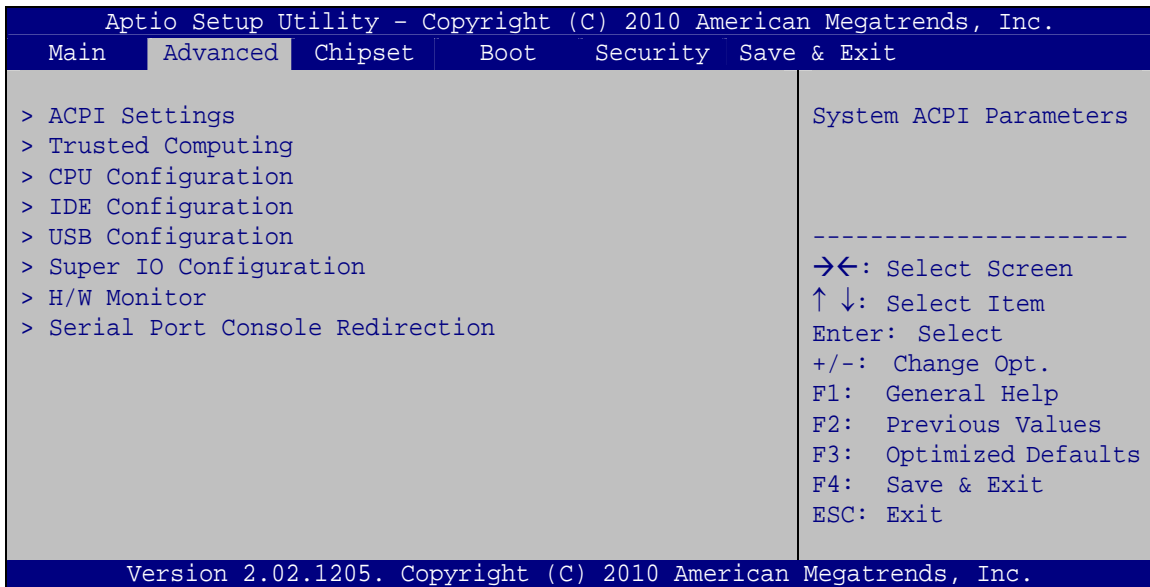 Aptio Setup Utility – Copyright (C) 2010 American Megatrends, Inc.
Main Advanced Chipset Boot Security Save & Exit
> ACPI Settings
> Trusted Computing
> CPU Configuration
> IDE Configuration
> USB Configuration
> Super IO Configuration
> H/W Monitor
> Serial Port Console Redirection
System ACPI Parameters
----------------------
→←: Select Screen
↑ ↓: Select Item
Enter: Select
+/-: Change Opt.
F1: General Help
F2: Previous Values
F3: Optimized Defaults
F4: Save & Exit
ESC: Exit
Version 2.02.1205. Copyright (C) 2010 American Megatrends, Inc.